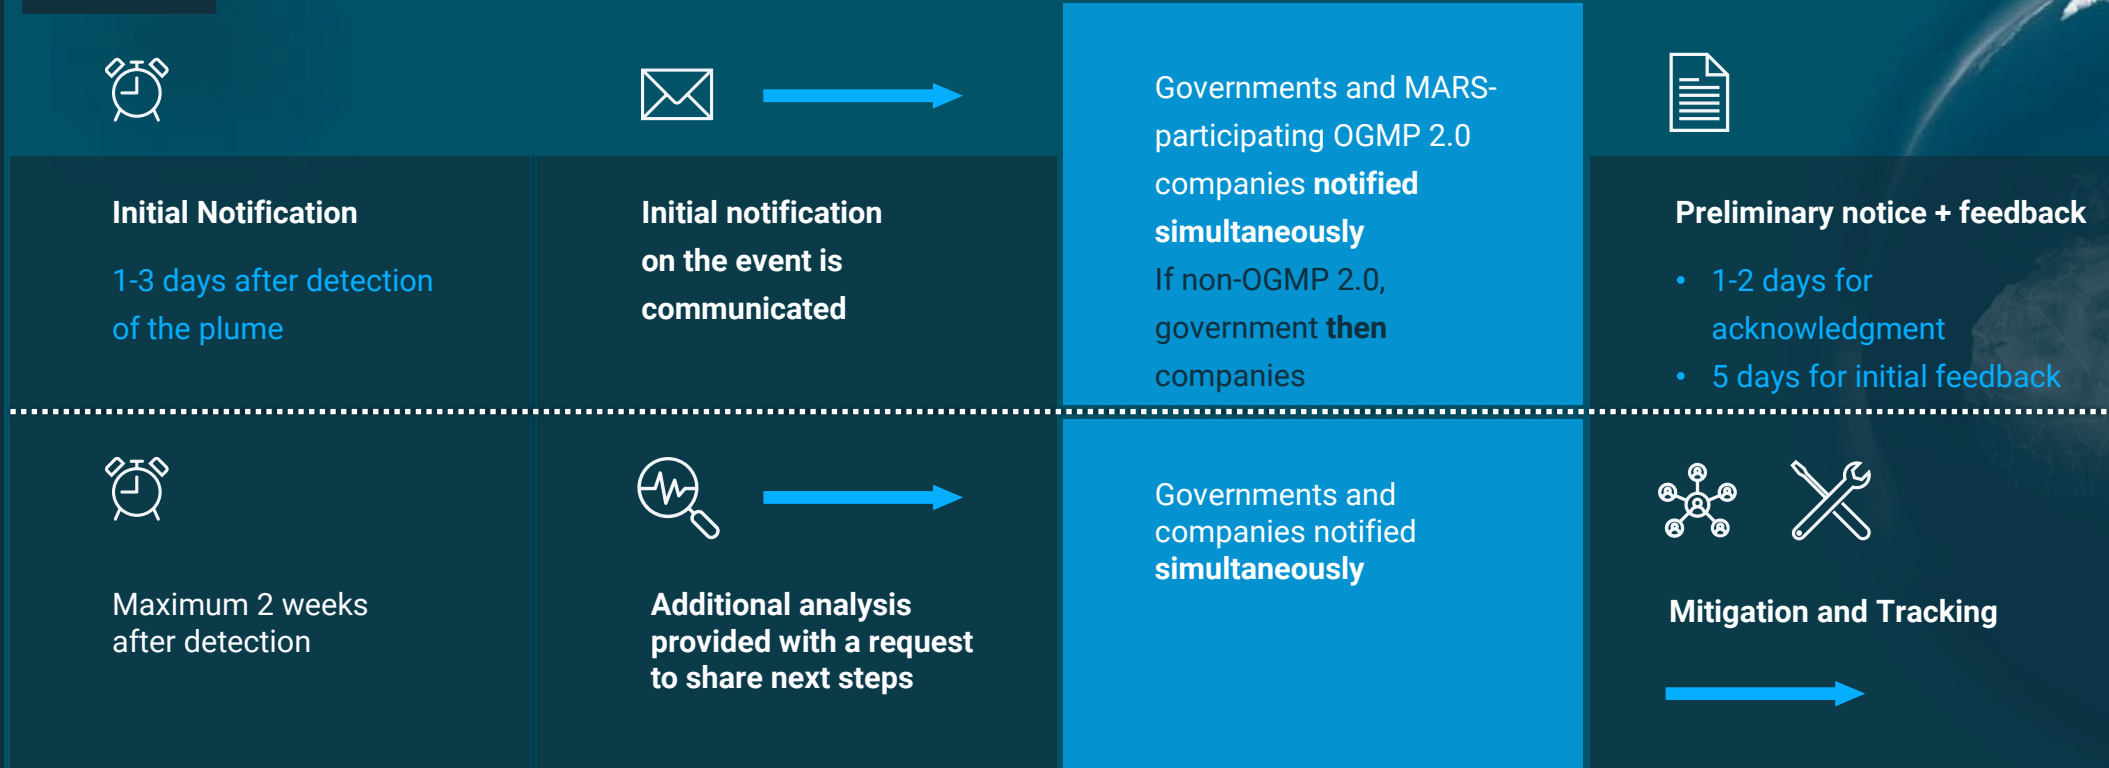 Initial Notification
1-3 days after detection
of the plume
Initial notification
on the event is
communicated
Governments and MARS-
participating OGMP 2.0
companies notified
simultaneously
If non-OGMP 2.0,
government then
companies
Preliminary notice + feedback
• 1-2 days for
acknowledgment
• 5 days for initial feedback
Maximum 2 weeks
after detection
Additional analysis
provided with a request
to share next steps
Governments and
companies notified
simultaneously
Mitigation and Tracking